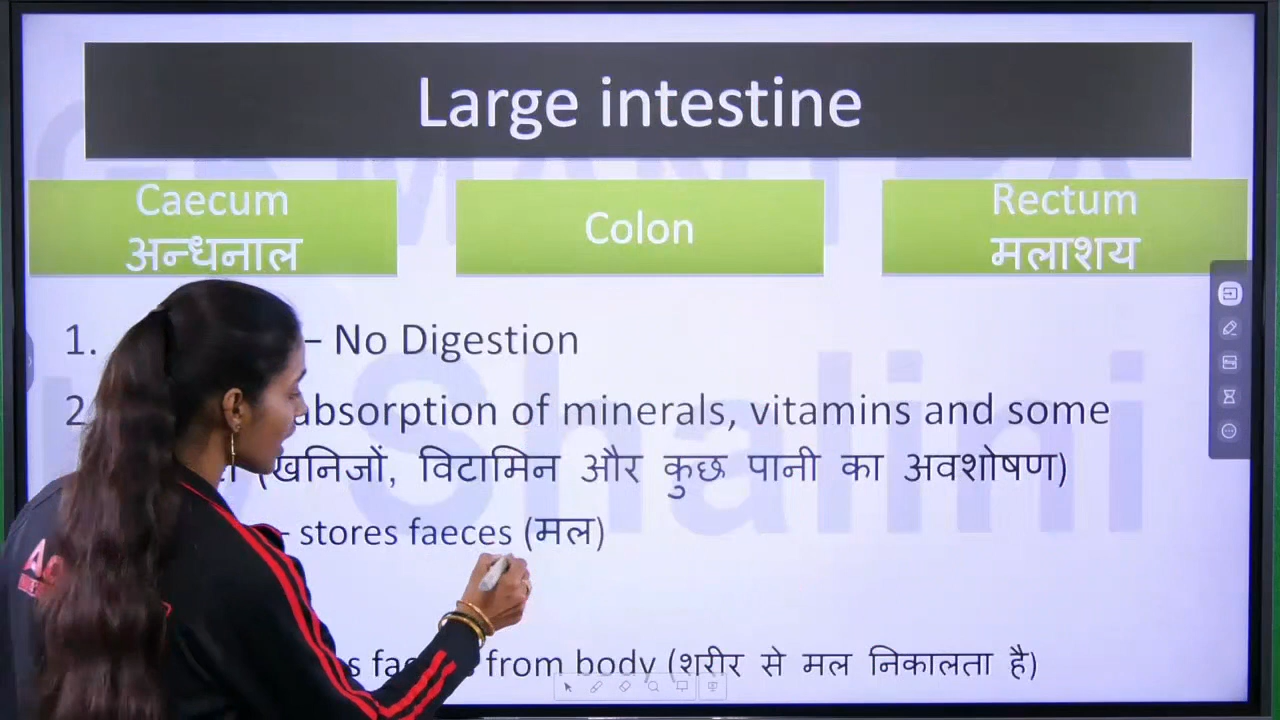 Large intestine
Caecum
अन्धनाल
Colon
Rectum
मलाशय
1. – No Digestion
2 absorption of minerals, vitamins and some
(खनिजों, विटामिन और कुछ पानी का अवशोषण)
- stores faeces (मल)
from body (शरीर से मल निकालता है)
Shalini